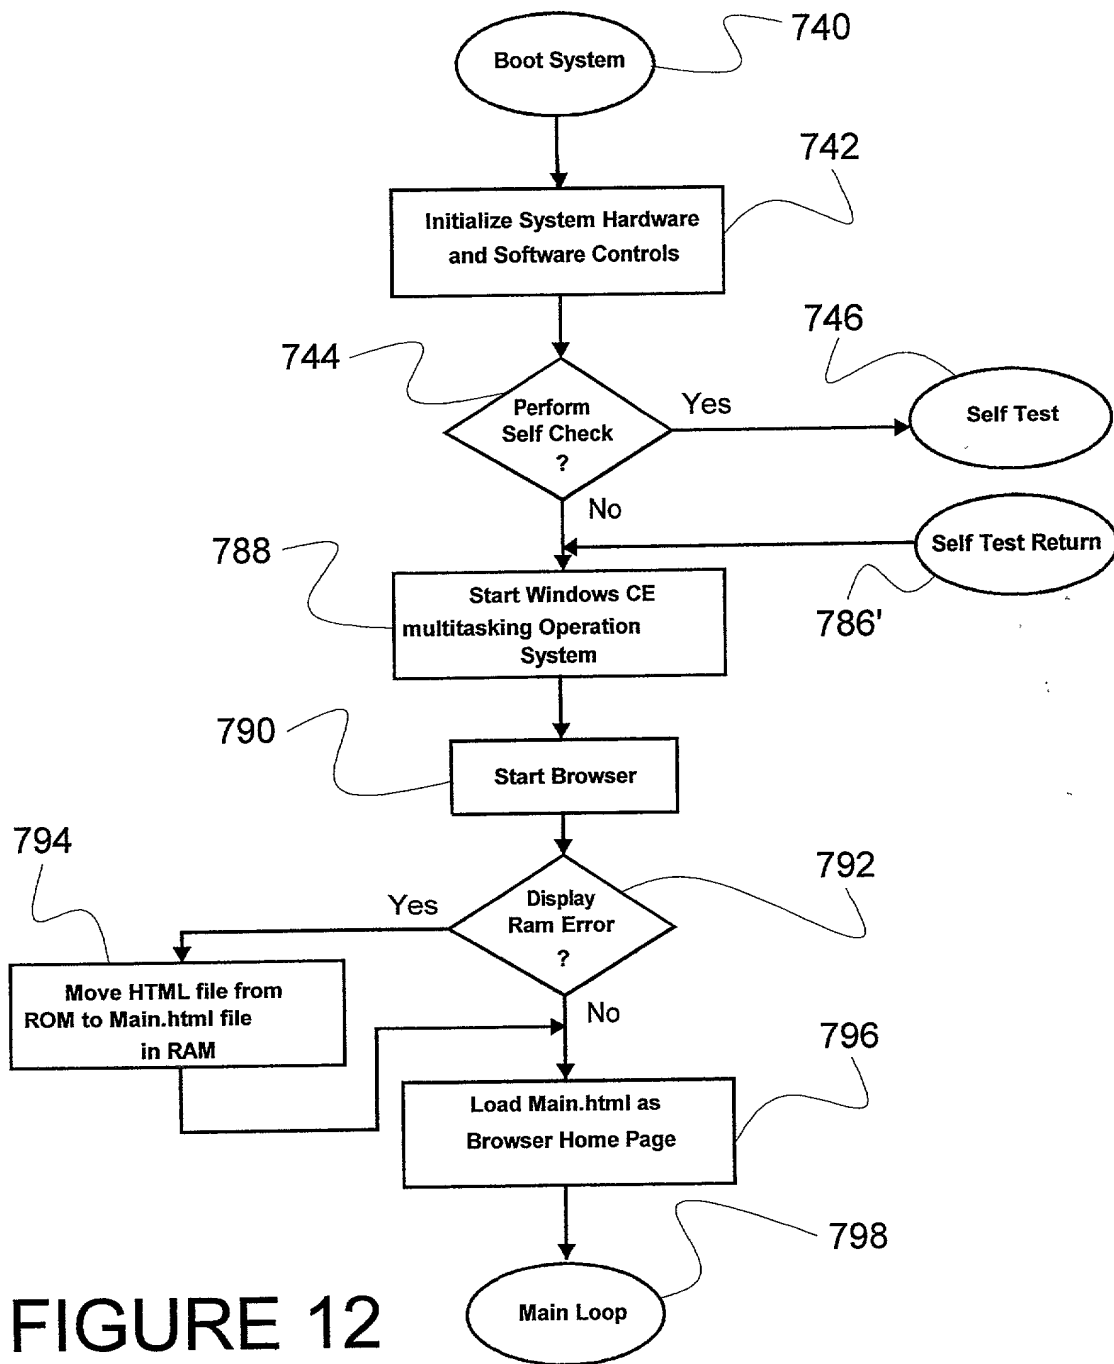 740
Boot System
742
Initialize System Hardware
and Software Controls
744
746
Perform
Self Check
?
Yes
Self Test
No
788
Self Test Return
786'
Start Windows CE
multitasking Operation
System
790
Start Browser
794
792
Yes
Display
Ram Error
?
Move HTML file from
ROM to Main.html file
in RAM
No
796
Load Main.html as
Browser Home Page
798
Main Loop
FIGURE 12